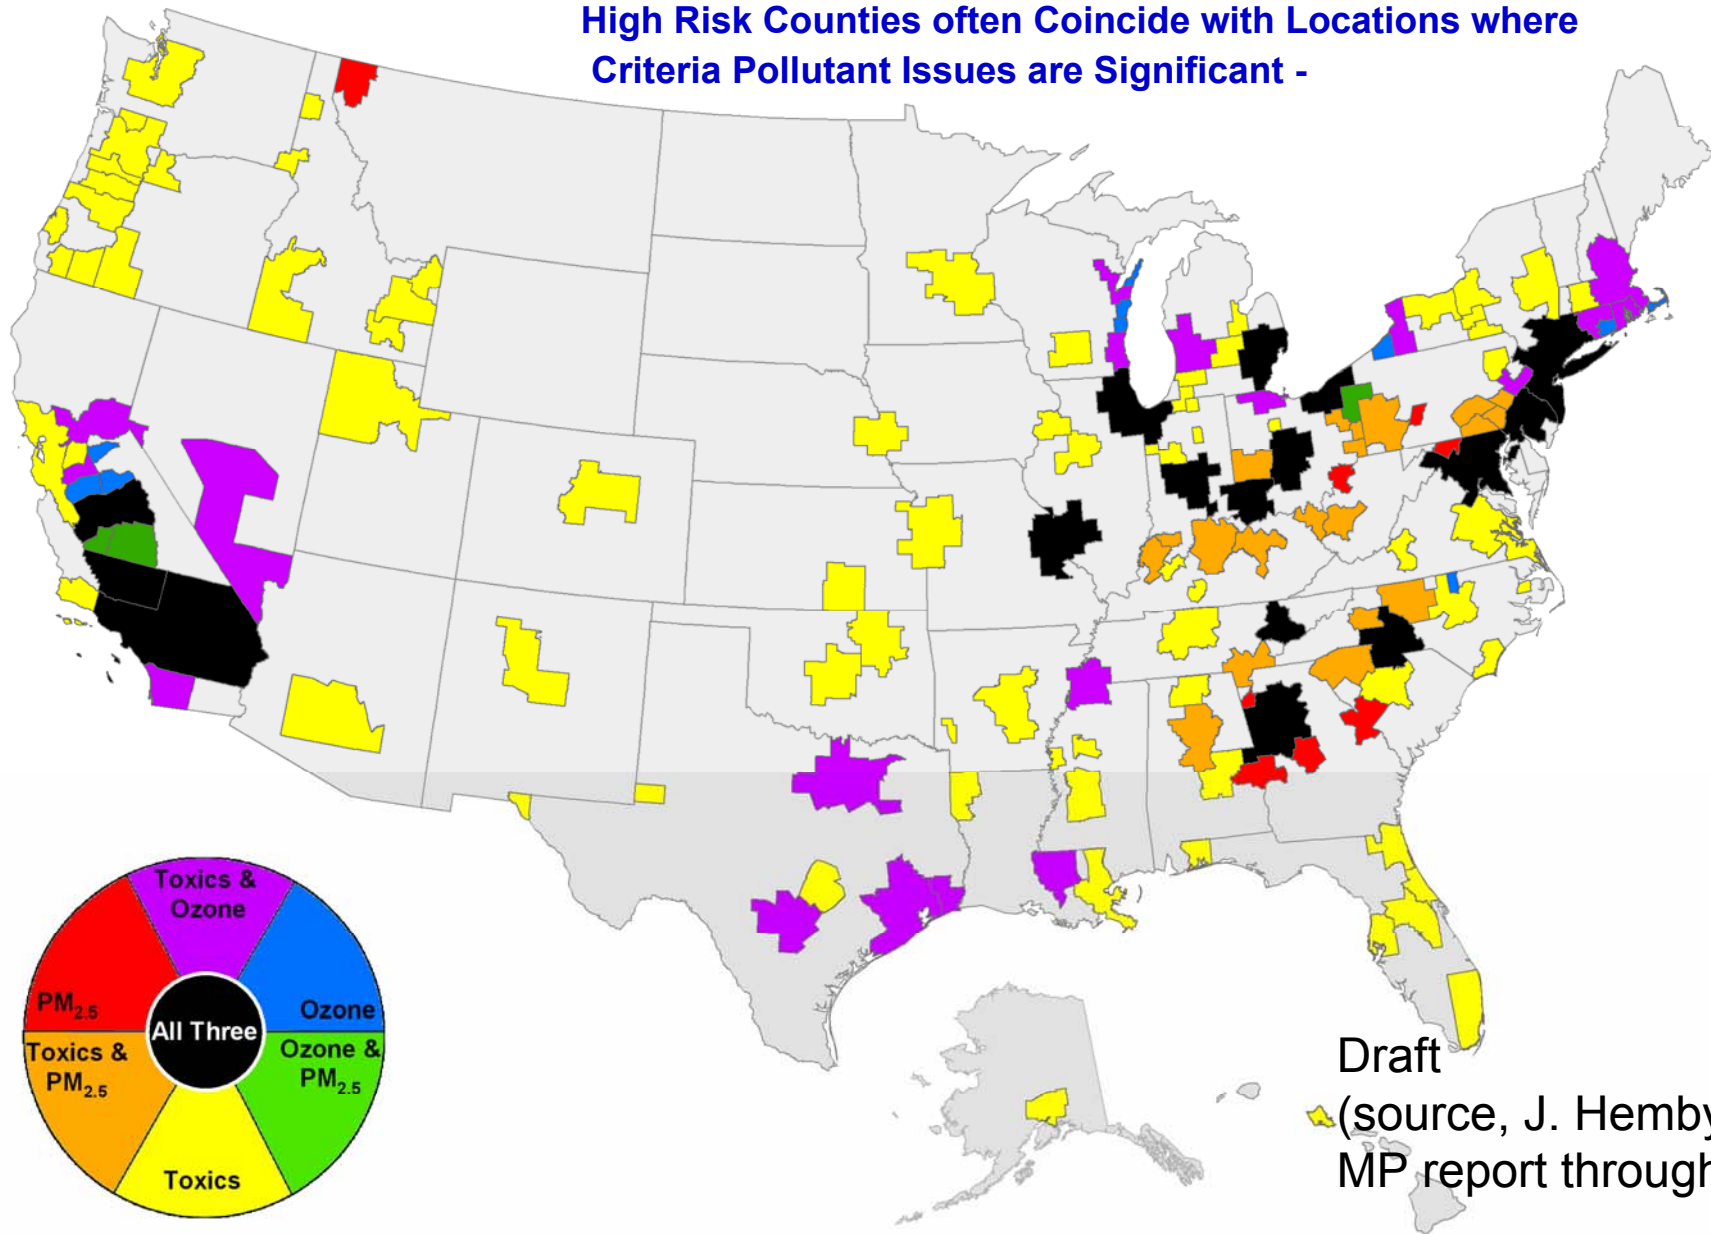 High Risk Counties often Coincide with Locations where
Criteria Pollutant Issues are Significant -
Toxics &
Ozone
PM2.5
Ozone
All Three
Toxics &
PM2.5
Ozone &
PM2.5
Toxics
Draft
(source, J. Hemby
MP report through